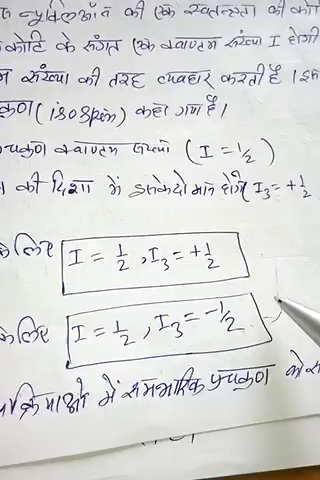 न्यूक्लिऑन की एक स्वतन्त्रता की को
कोटि के संगत एक क्वाण्टम संख्या I होगी
संख्या की तरह व्यवहार करती है।
(isospin) कहा गया है।
क्वाण्टम संख्या (I = 1/2)
की दिशा में इसके दो मान होंगे (I₃ = +1/2
के लिए I = 1/2, I₃ = +1/2
के लिए I = 1/2, I₃ = -1/2
में समभारिक प्रचक्रण